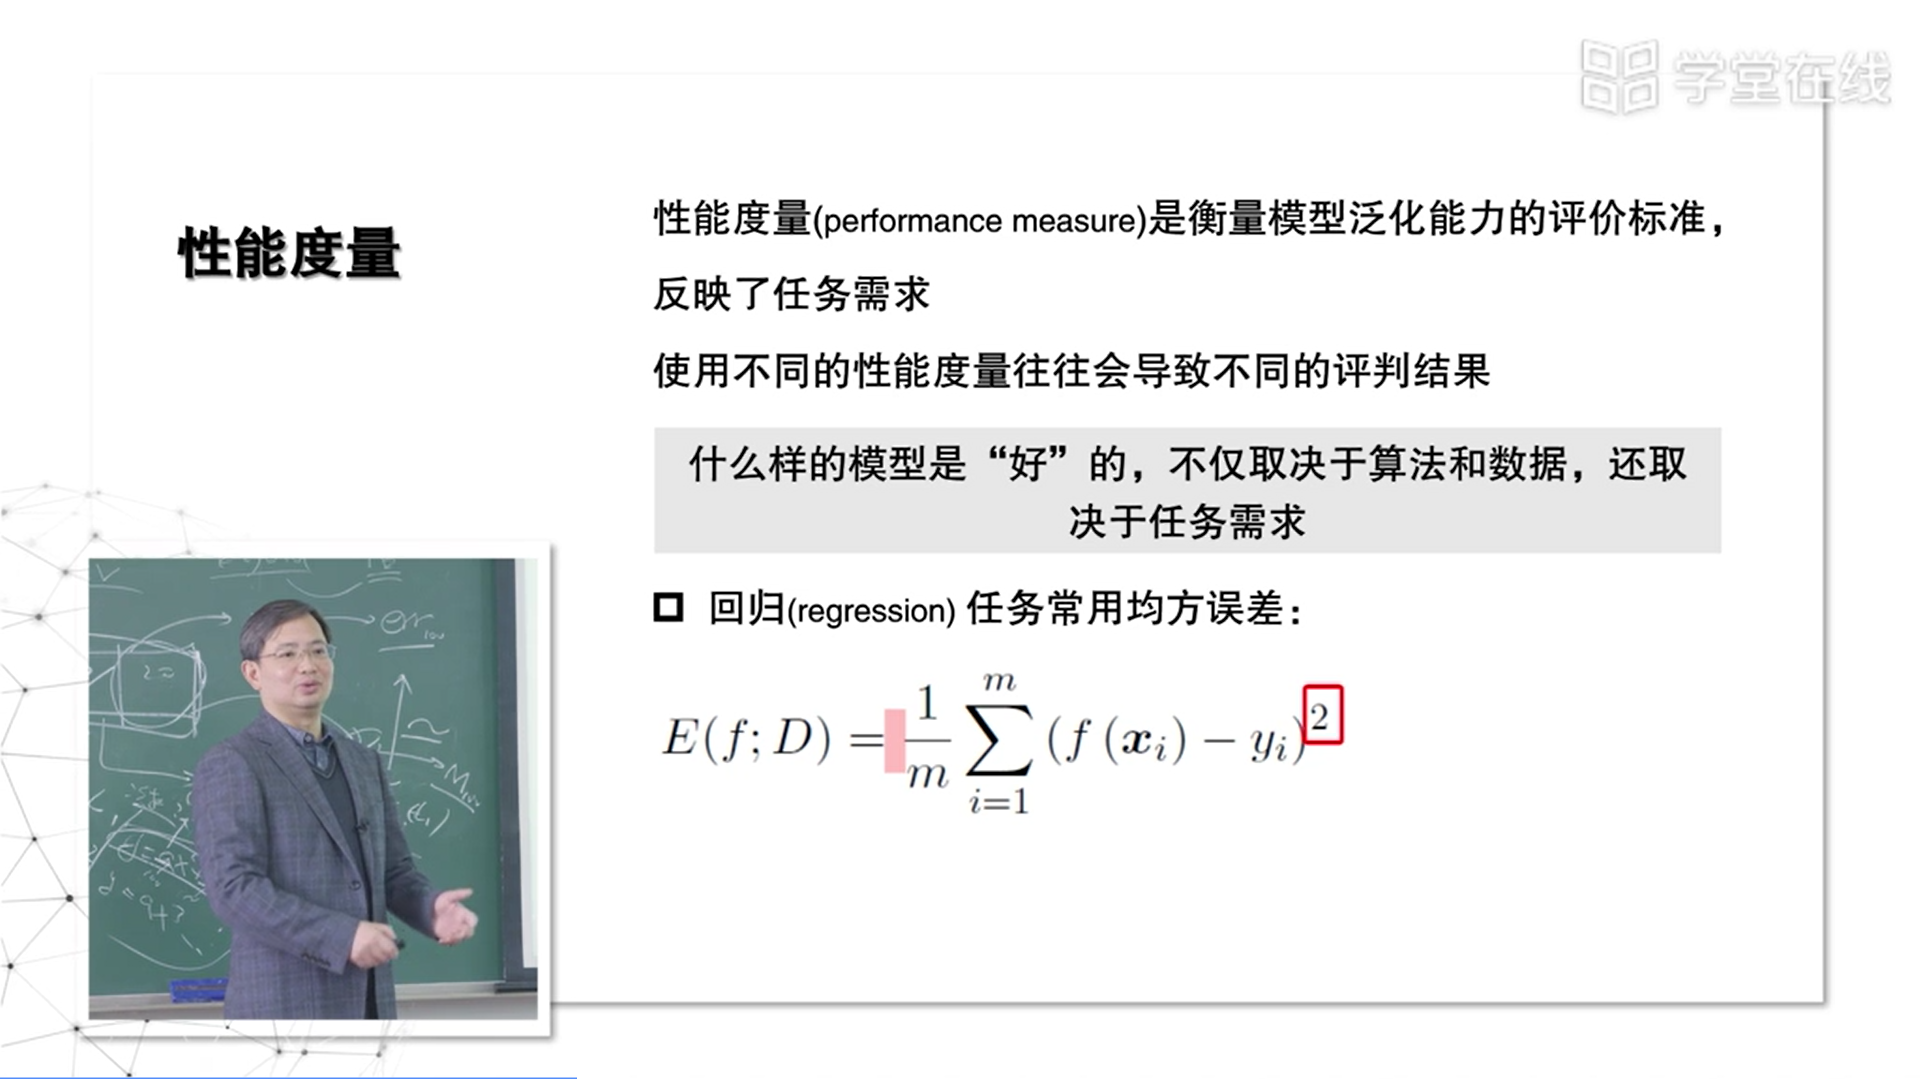 学堂在线
性能度量
性能度量(performance measure)是衡量模型泛化能力的评价标准，
反映了任务需求
使用不同的性能度量往往会导致不同的评判结果
什么样的模型是“好”的，不仅取决于算法和数据，还取
决于任务需求
回归(regression) 任务常用均方误差：
E(f; D) = 1/m ∑_{i=1}^{m} (f (x_i) − y_i)^2
err